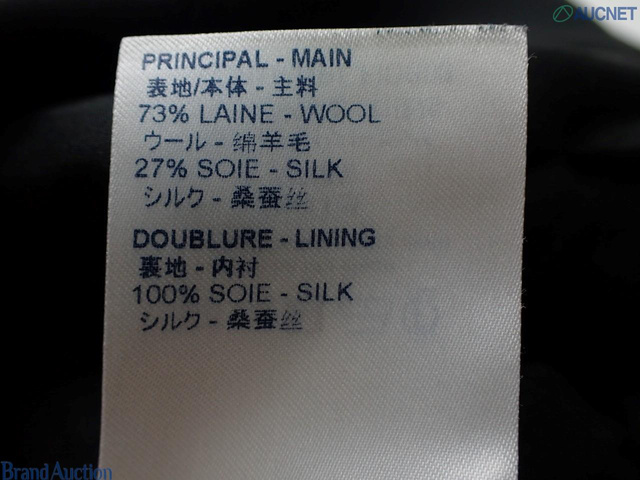 AUCNET
PRINCIPAL - MAIN
表地/本体 - 主料
73% LAINE - WOOL
ウール - 绵羊毛
27% SOIE - SILK
シルク - 桑蚕丝
DOUBLURE - LINING
裏地 - 内衬
100% SOIE - SILK
シルク - 桑蚕丝
Brand Auction